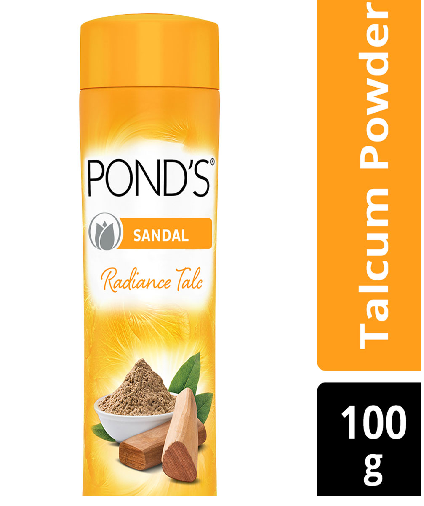 POND'S®
SANDAL
Radiance Talc
Talcum Powder
100
g